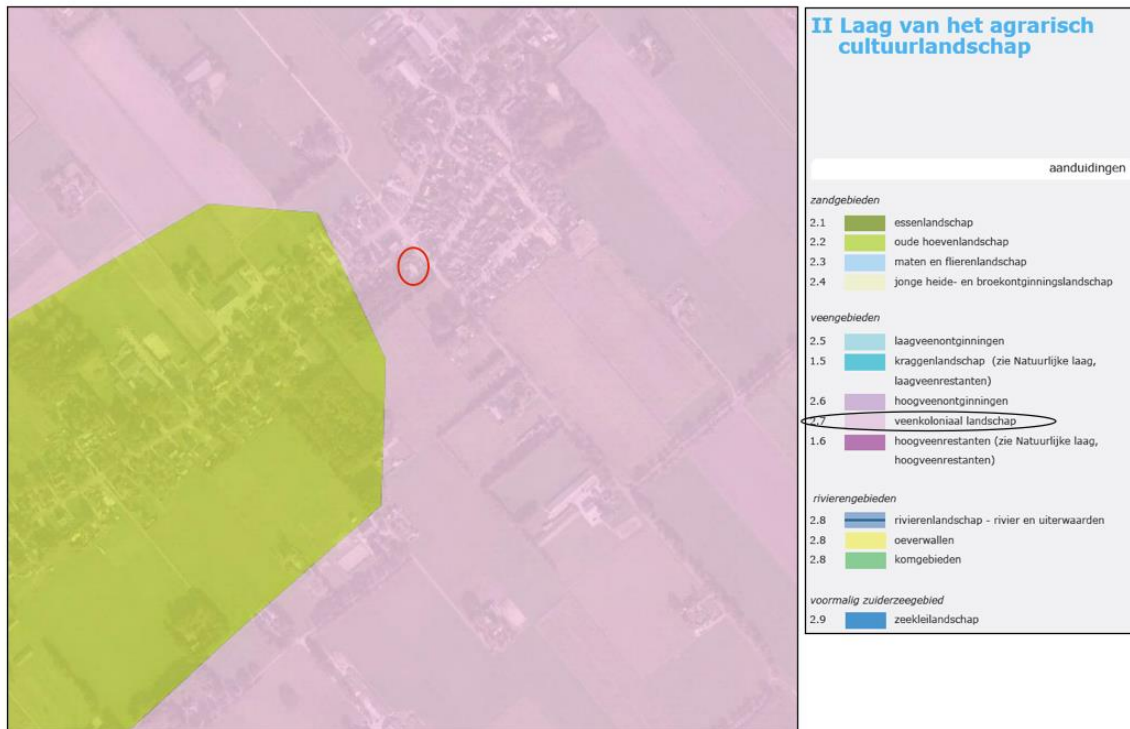 II Laag van het agrarisch
cultuurlandschap
aanduidingen
zandgebieden
2.1 essenlandschap
2.2 oude hoevenlandschap
2.3 maten en flierenlandschap
2.4 jonge heide- en broekontginningslandschap
veengebieden
2.5 laagveenontginningen
1.5 kraggenlandschap (zie Natuurlijke laag,
laagveenrestanten)
2.6 hoogveenontginningen
2.7 veenkoloniaal landschap
1.6 hoogveenrestanten (zie Natuurlijke laag,
hoogveenrestanten)
rivierengebieden
2.8 rivierenlandschap - rivier en uiterwaarden
2.8 oeverwallen
2.8 komgebieden
voormalig zuiderzeegebied
2.9 zeekleilandschap